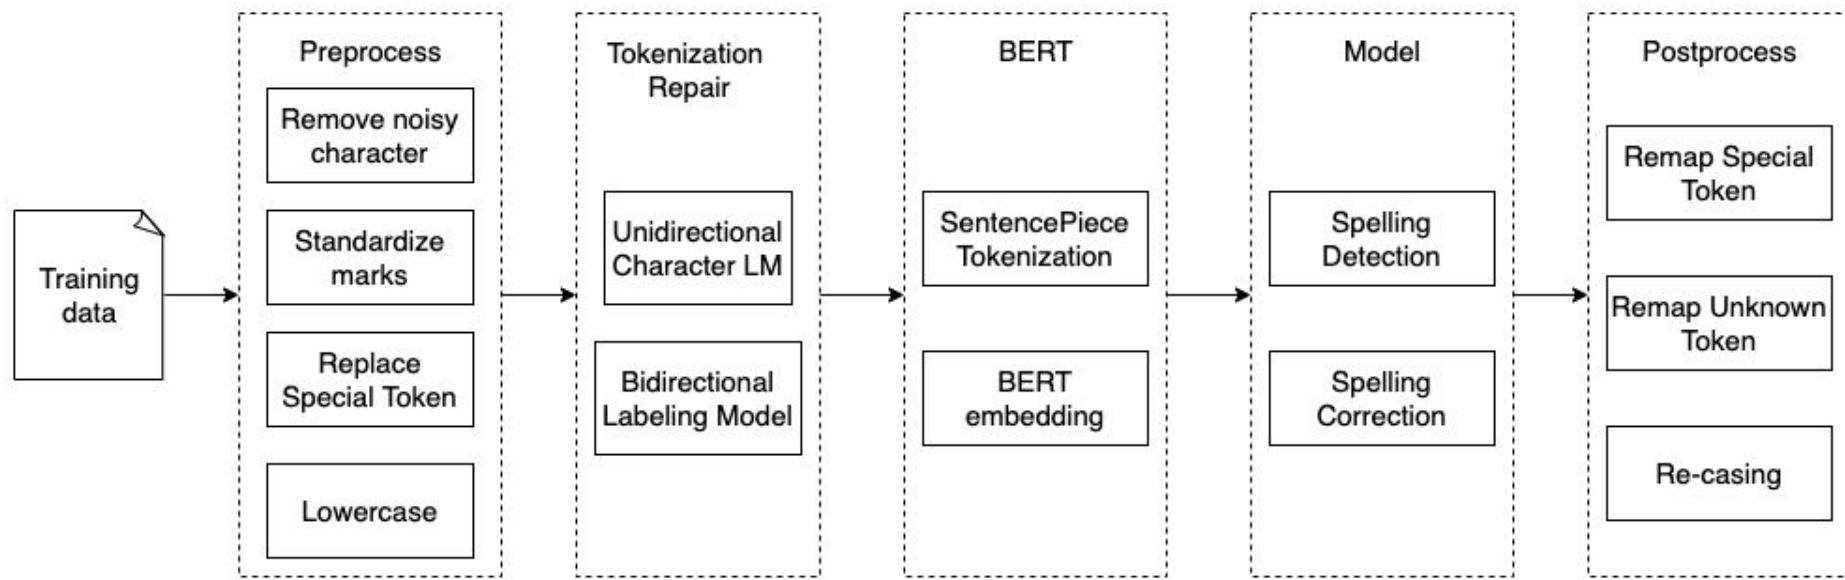 Training
data
Preprocess
Remove noisy
character
Standardize
marks
Replace
Special Token
Lowercase
Tokenization
Repair
Unidirectional
Character LM
Bidirectional
Labeling Model
BERT
SentencePiece
Tokenization
BERT
embedding
Model
Spelling
Detection
Spelling
Correction
Postprocess
Remap Special
Token
Remap Unknown
Token
Re-casing